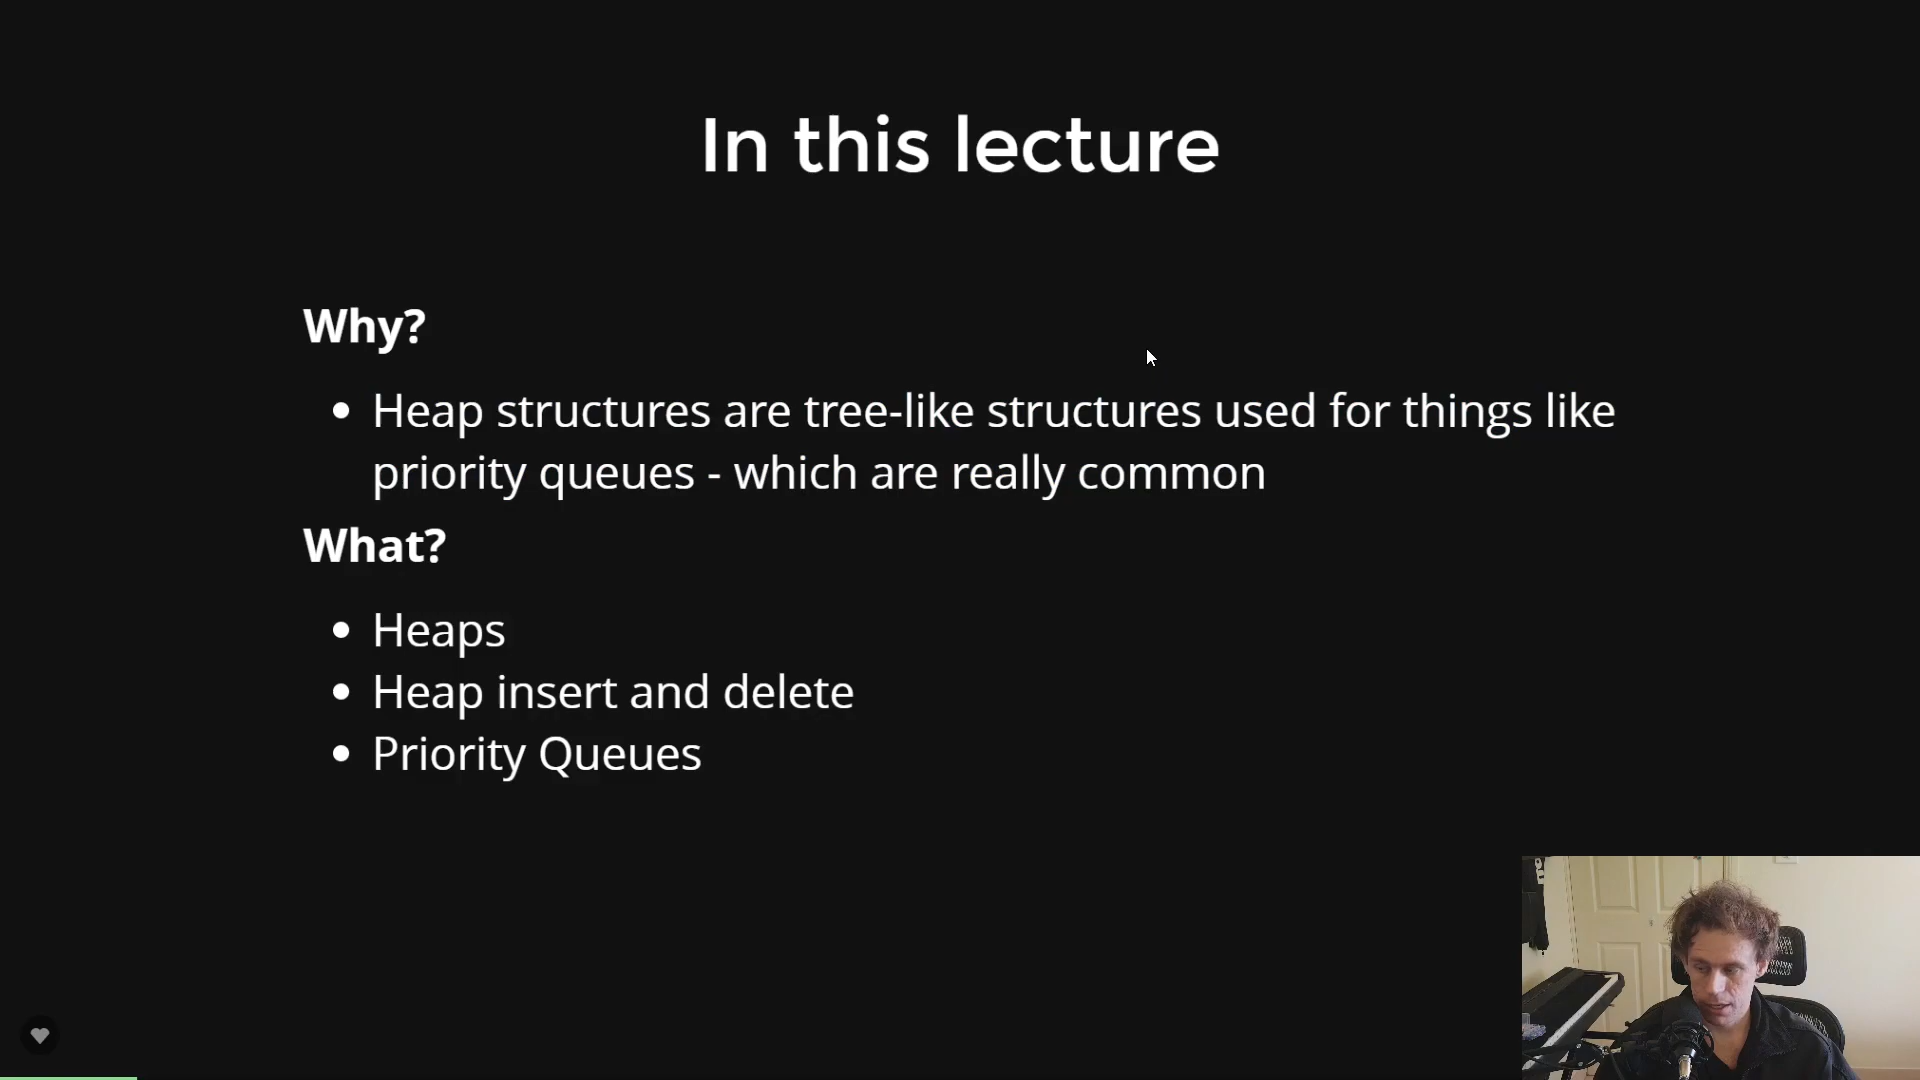 In this lecture
Why?
Heap structures are tree-like structures used for things like
priority queues - which are really common
What?
Heaps
Heap insert and delete
Priority Queues